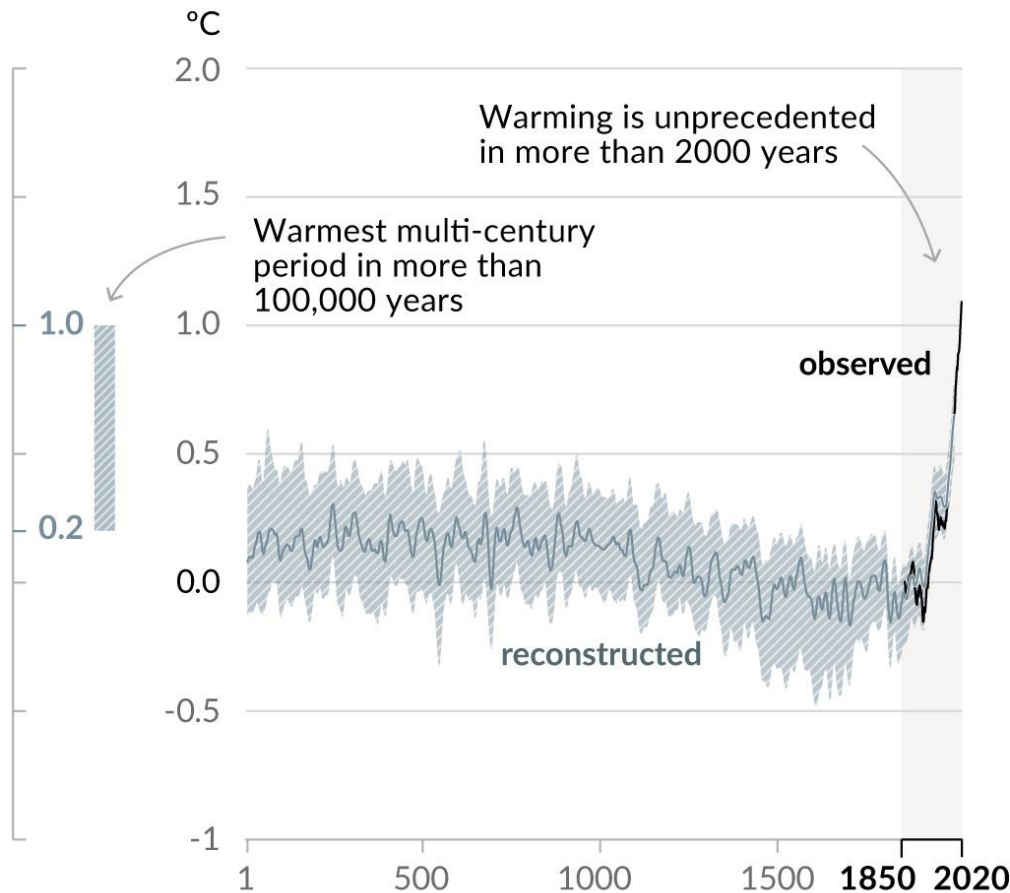 ºC
2.0
Warming is unprecedented
in more than 2000 years
1.5
Warmest multi-century
period in more than
100,000 years
1.0
1.0
observed
0.5
0.2
0.0
reconstructed
-0.5
-1
1 500 1000 1500 1850 2020